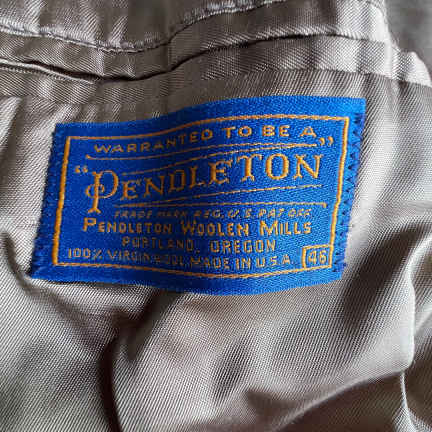 WARRANTED TO BE A
"PENDLETON"
TRADE MARK REG. U.S. PAT. OFF.
PENDLETON WOOLEN MILLS
PORTLAND, OREGON
100% VIRGIN WOOL MADE IN U.S.A. 46